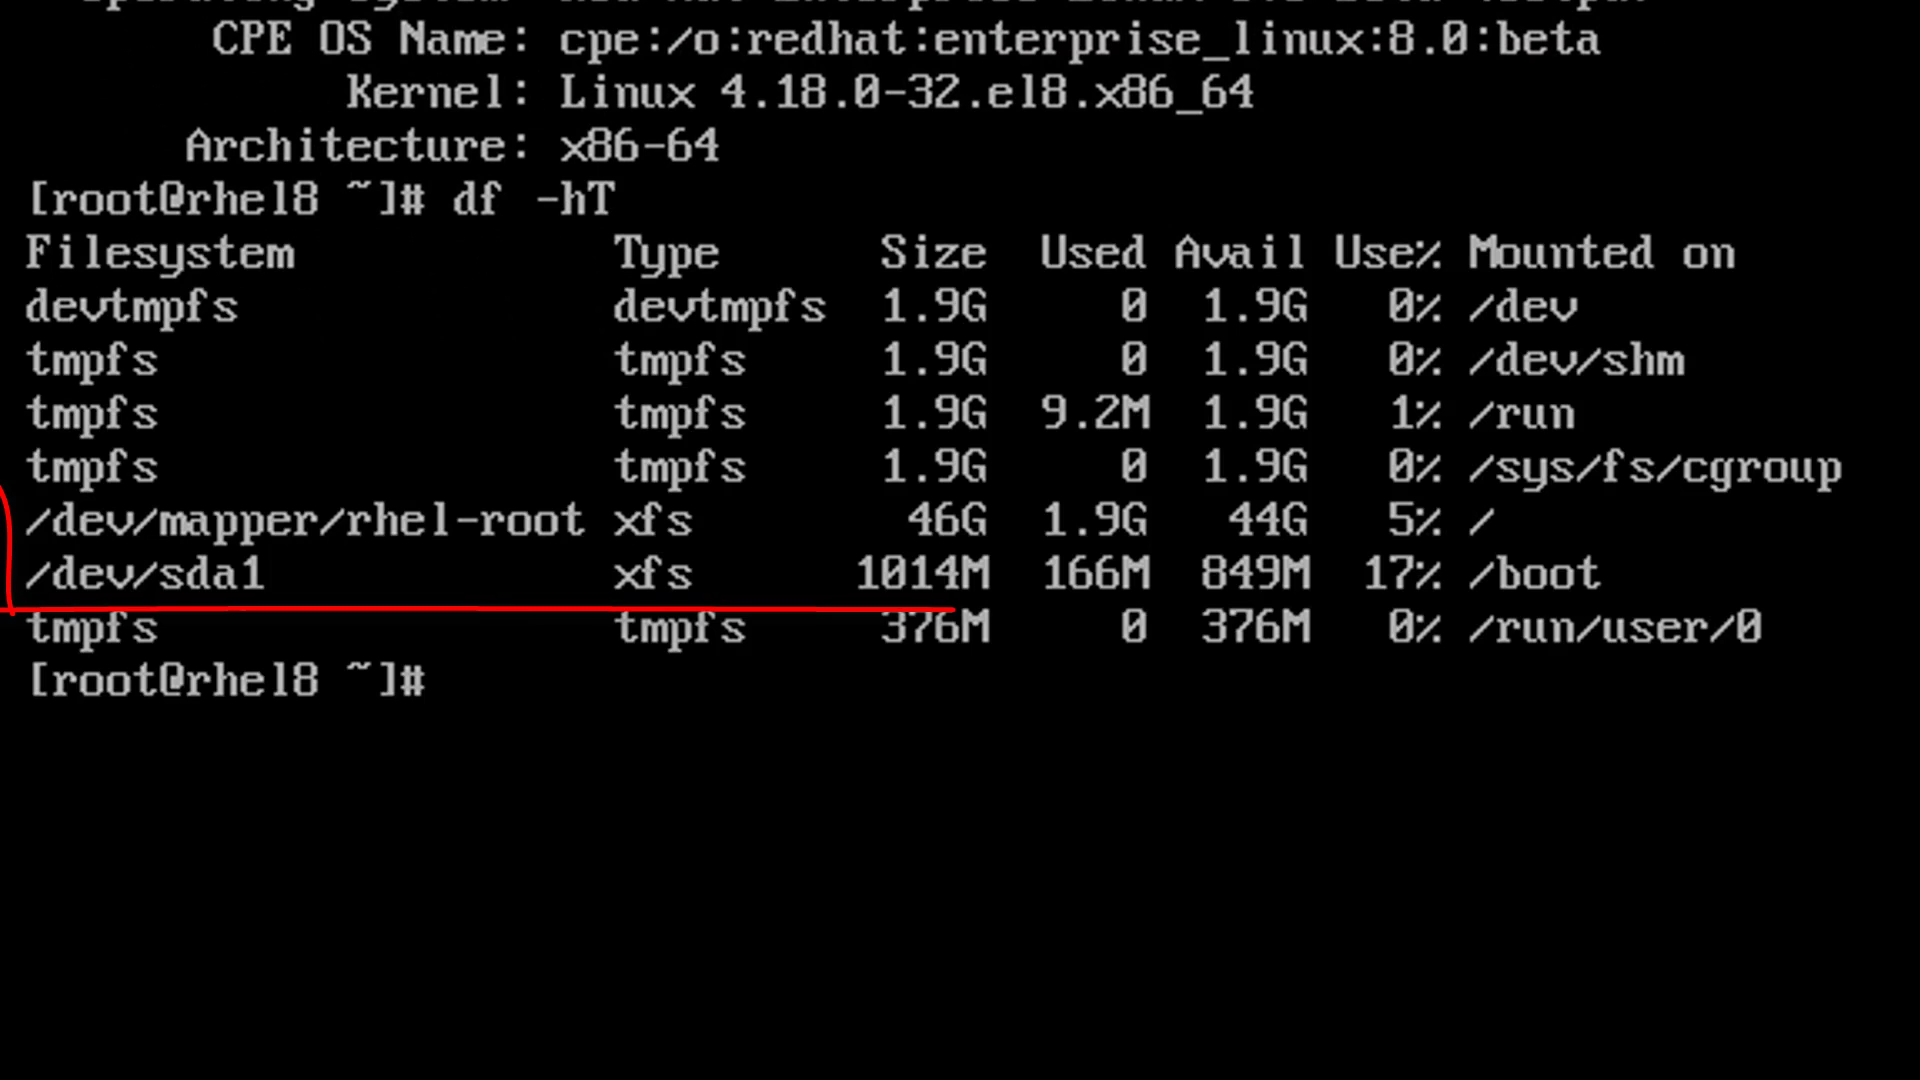 CPE OS Name: cpe:/o:redhat:enterprise_linux:8.0:beta
Kernel: Linux 4.18.0-32.el8.x86_64
Architecture: x86-64
[root@rhel8 ~]# df -hT
Filesystem Type Size Used Avail Use% Mounted on
devtmpfs devtmpfs 1.9G 0 1.9G 0% /dev
tmpfs tmpfs 1.9G 0 1.9G 0% /dev/shm
tmpfs tmpfs 1.9G 9.2M 1.9G 1% /run
tmpfs tmpfs 1.9G 0 1.9G 0% /sys/fs/cgroup
/dev/mapper/rhel-root xfs 46G 1.9G 44G 5% /
/dev/sda1 xfs 1014M 166M 849M 17% /boot
tmpfs tmpfs 376M 0 376M 0% /run/user/0
[root@rhel8 ~]#